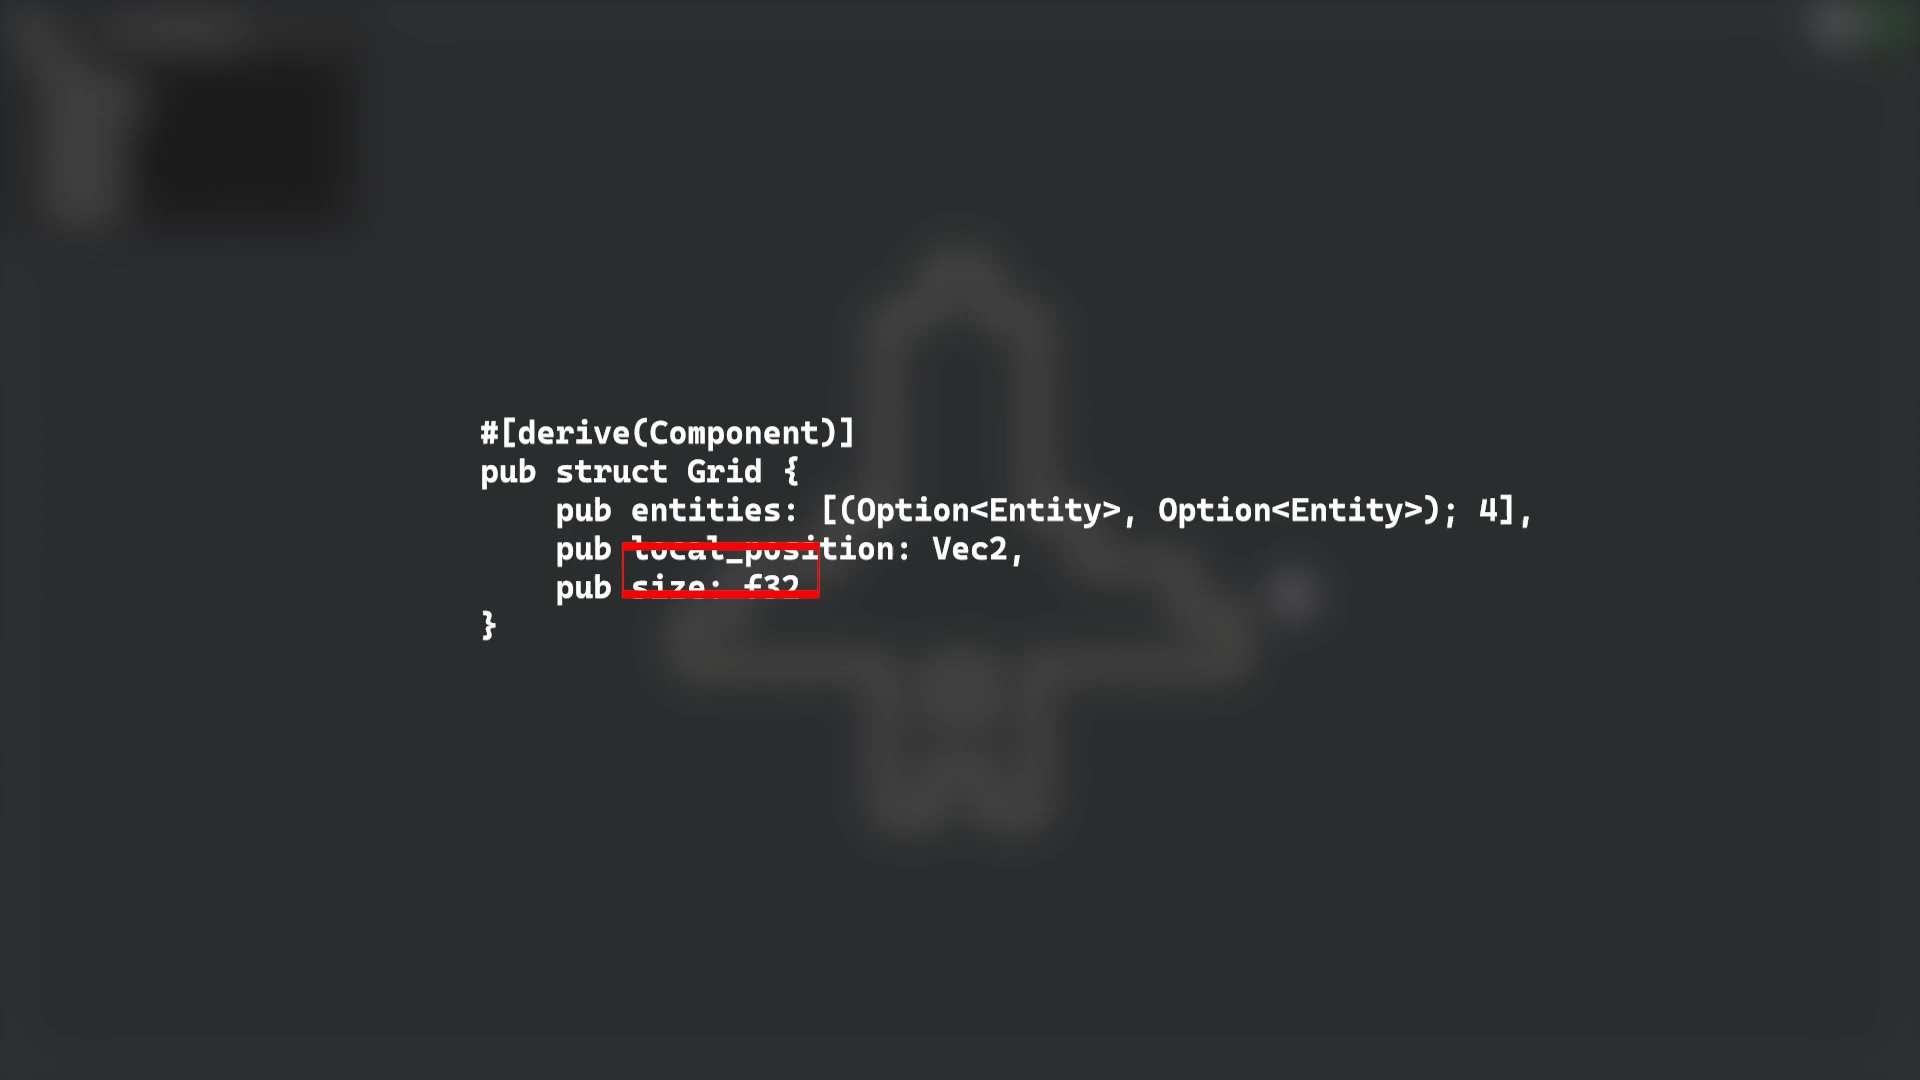 #[derive(Component)]
pub struct Grid {
    pub entities: [(Option<Entity>, Option<Entity>); 4],
    pub local_position: Vec2,
    pub size: f32
}